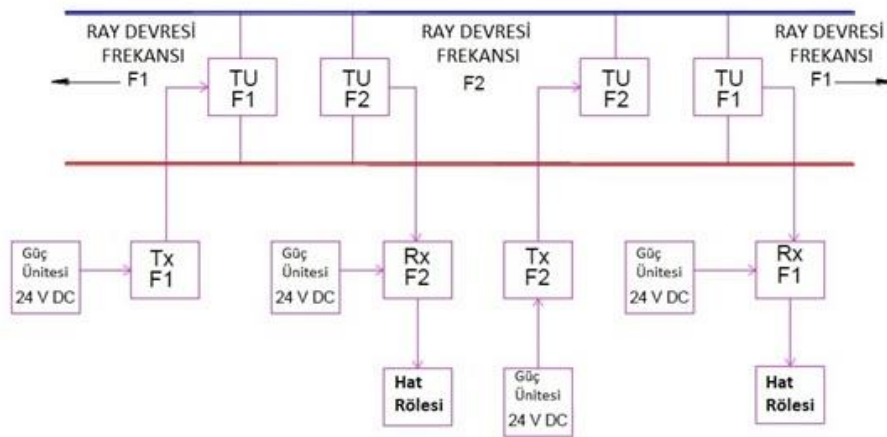 RAY DEVRESİ
FREKANSI
F1
TU
F1
TU
F2
RAY DEVRESİ
FREKANSI
F2
TU
F2
TU
F1
RAY DEVRESİ
FREKANSI
F1
Güç
Ünitesi
24 V DC
Tx
F1
Güç
Ünitesi
24 V DC
Rx
F2
Tx
F2
Güç
Ünitesi
24 V DC
Rx
F1
Hat
Rölesi
Güç
Ünitesi
24 V DC
Hat
Rölesi